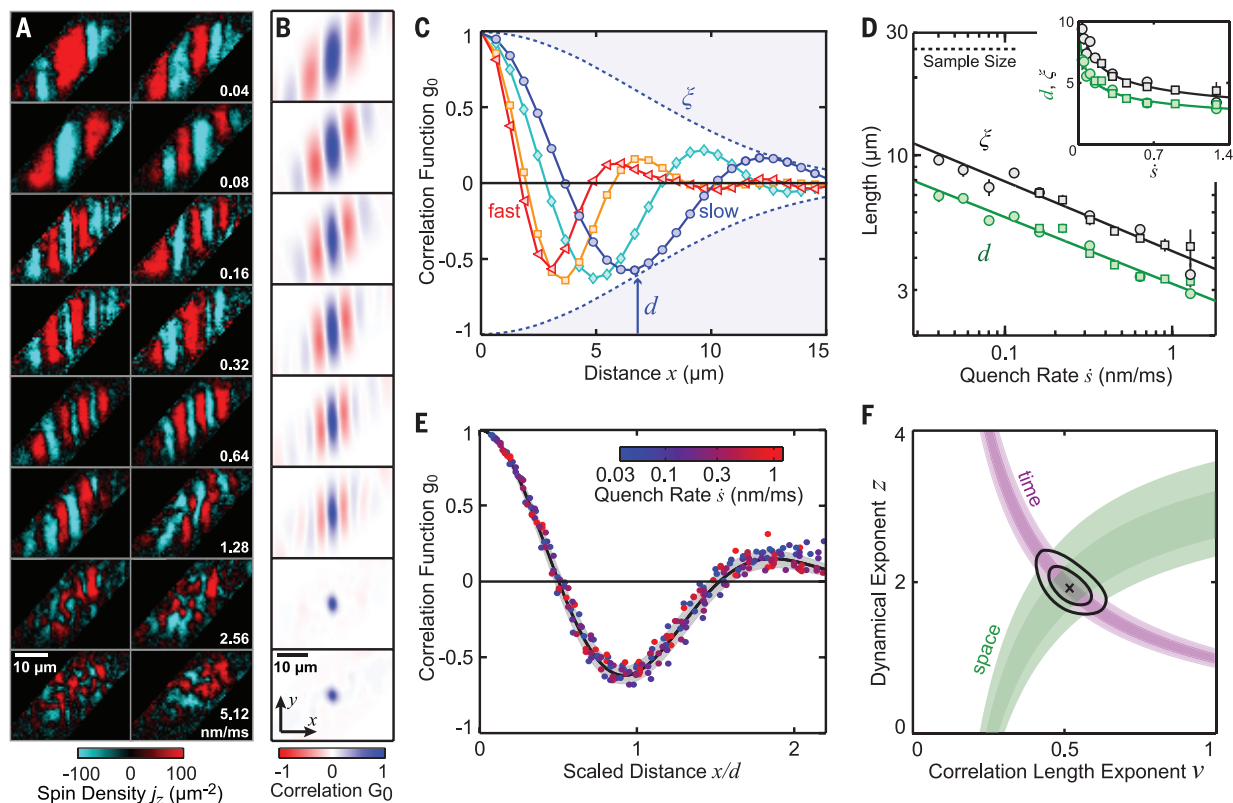 A
0.04
0.08
0.16
0.32
0.64
1.28
2.56
10 µm
5.12
nm/ms
-100 0 100
Spin Density jz (µm-2)
B
10 µm
y
x
-1 0 1
Correlation G0
C
Correlation Function g0
1
0.5
0
-0.5
-1
ξ
fast
slow
d
0 5 10 15
Distance x (µm)
D
Length (µm)
30
10
3
Sample Size
ξ
d
0.1 1
Quench Rate ṡ (nm/ms)
d, ξ
10
5
0
0 0.7 1.4
ṡ
E
Correlation Function g0
1
0.5
0
-0.5
-1
0.03 0.1 0.3 1
Quench Rate ṡ (nm/ms)
0 1 2
Scaled Distance x/d
F
Dynamical Exponent z
4
2
0
time
space
0 0.5 1
Correlation Length Exponent ν